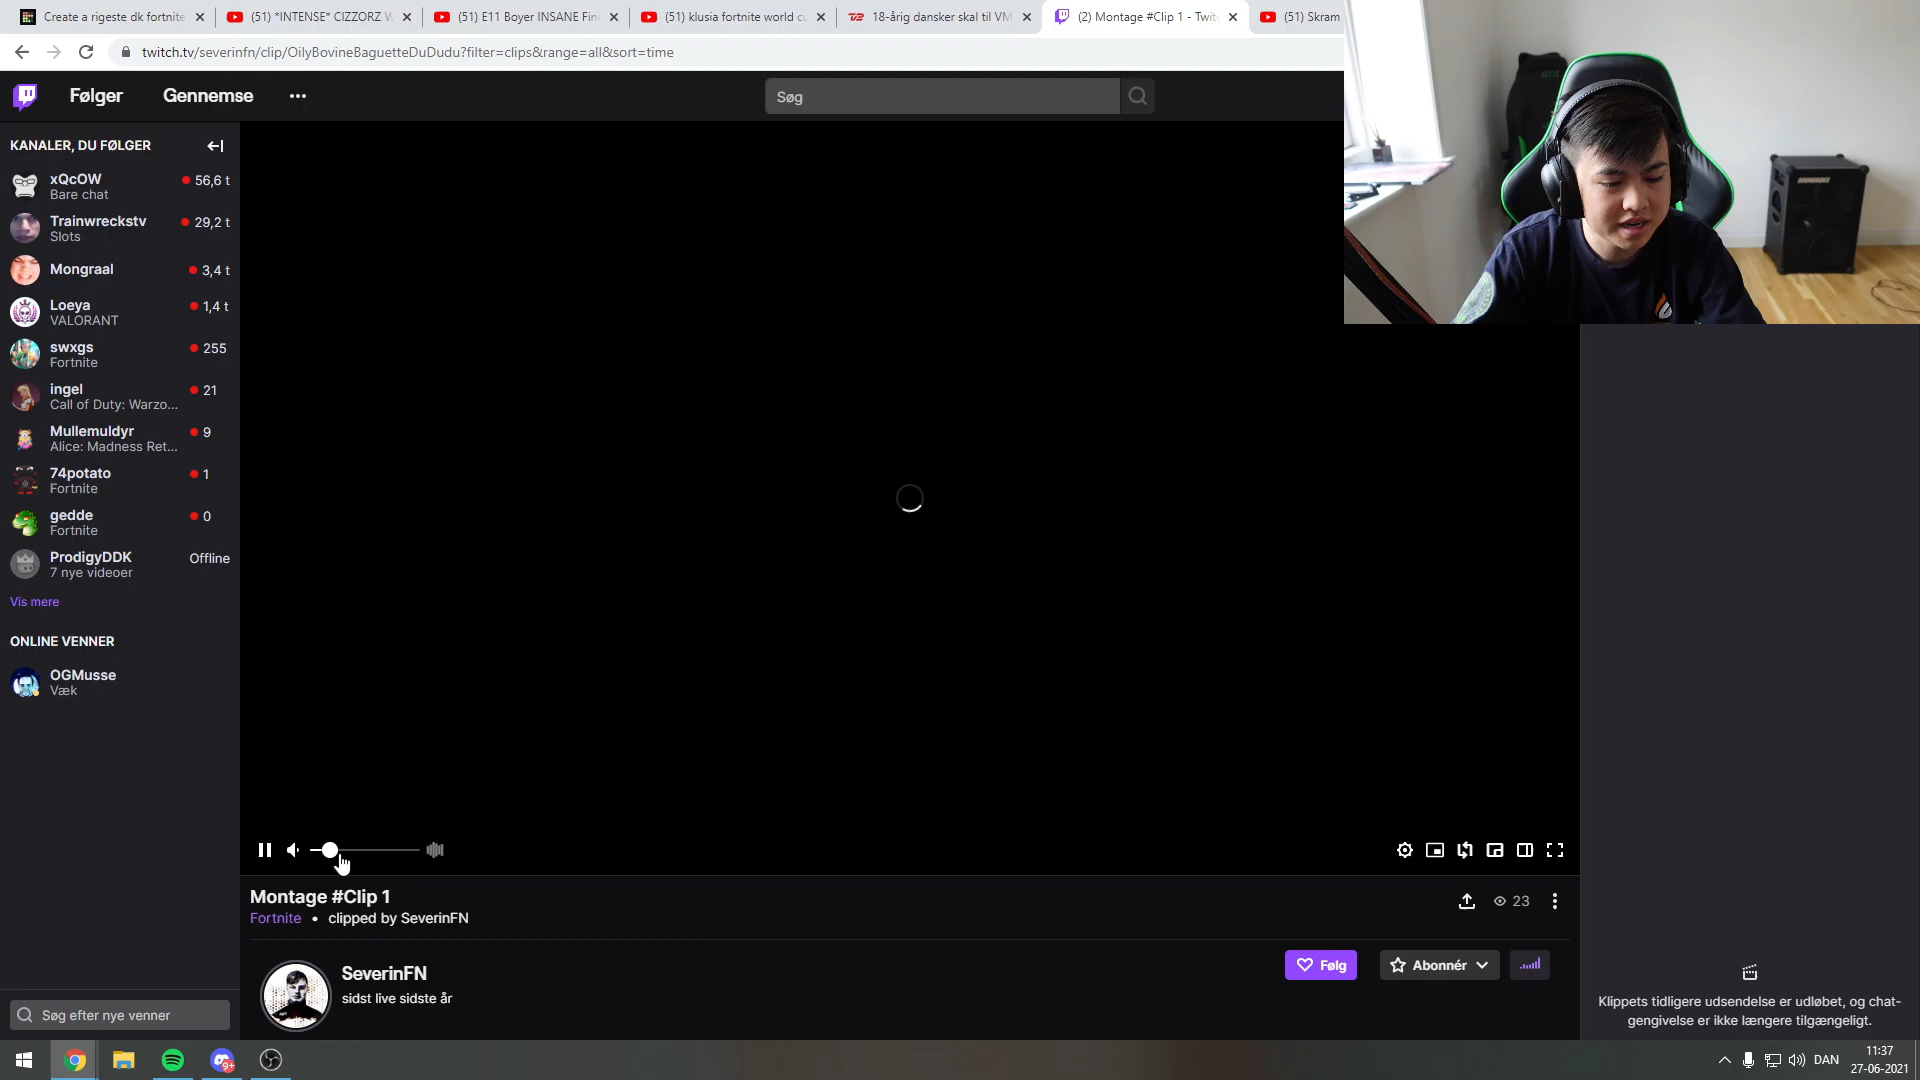 Create a rigeste dk fortnite
(51) *INTENSE* CIZZORZ W
(51) E11 Boyer INSANE Fin
(51) klusia fortnite world cu
18-årig dansker skal til VM
(2) Montage #Clip 1 - Twit
(51) Skram
twitch.tv/severinfn/clip/OilyBovineBaguetteDuDudu?filter=clips&range=all&sort=time
Følger
Gennemse
Søg
KANALER, DU FØLGER
xQcOW
56,6 t
Bare chat
Trainwreckstv
29,2 t
Slots
Mongraal
3,4 t
Loeya
1,4 t
VALORANT
swxgs
255
Fortnite
ingel
21
Call of Duty: Warzo...
Mullemuldyr
9
Alice: Madness Ret...
74potato
1
Fortnite
gedde
0
Fortnite
ProdigyDDK
Offline
7 nye videoer
Vis mere
ONLINE VENNER
OGMusse
Væk
Søg efter nye venner
Montage #Clip 1
Fortnite • clipped by SeverinFN
23
SeverinFN
sidst live sidste år
Følg
Abonnér
Klippets tidligere udsendelse er udløbet, og chat-
gengivelse er ikke længere tilgængeligt.
9+
DAN
11:37
27-06-2021